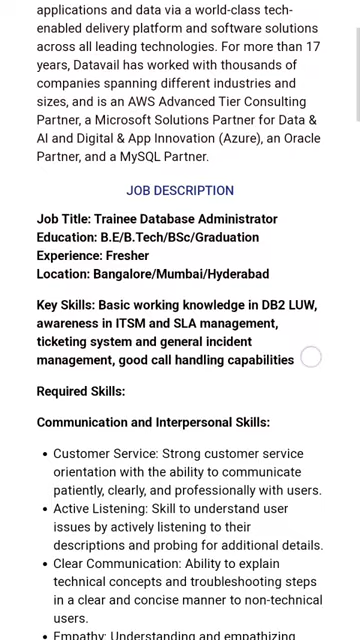 applications and data via a world-class tech-
enabled delivery platform and software solutions
across all leading technologies. For more than 17
years, Datavail has worked with thousands of
companies spanning different industries and
sizes, and is an AWS Advanced Tier Consulting
Partner, a Microsoft Solutions Partner for Data &
AI and Digital & App Innovation (Azure), an Oracle
Partner, and a MySQL Partner.
JOB DESCRIPTION
Job Title: Trainee Database Administrator
Education: B.E/B.Tech/BSc/Graduation
Experience: Fresher
Location: Bangalore/Mumbai/Hyderabad
Key Skills: Basic working knowledge in DB2 LUW,
awareness in ITSM and SLA management,
ticketing system and general incident
management, good call handling capabilities
Required Skills:
Communication and Interpersonal Skills:
• Customer Service: Strong customer service
orientation with the ability to communicate
patiently, clearly, and professionally with users.
• Active Listening: Skill to understand user
issues by actively listening to their
descriptions and probing for additional details.
• Clear Communication: Ability to explain
technical concepts and troubleshooting steps
in a clear and concise manner to non-technical
users.
• Empathy: Understanding and empathizing